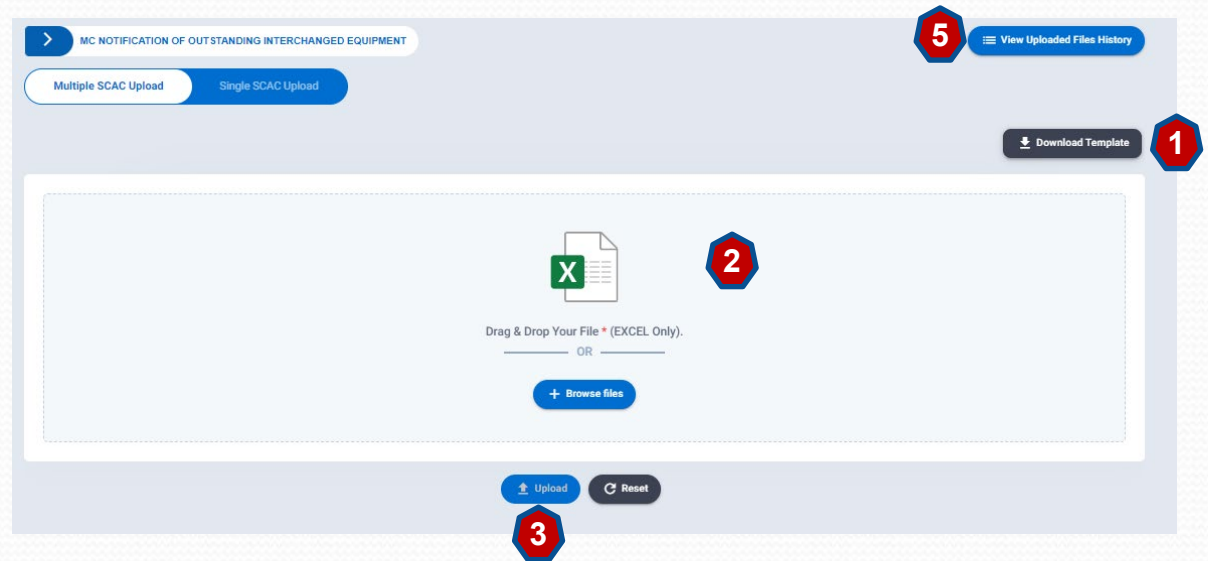 MC NOTIFICATION OF OUTSTANDING INTERCHANGED EQUIPMENT
5
View Uploaded Files History
Multiple SCAC Upload
Single SCAC Upload
Download Template
1
X
2
Drag & Drop Your File * (EXCEL Only).
OR
+ Browse files
Upload
Reset
3